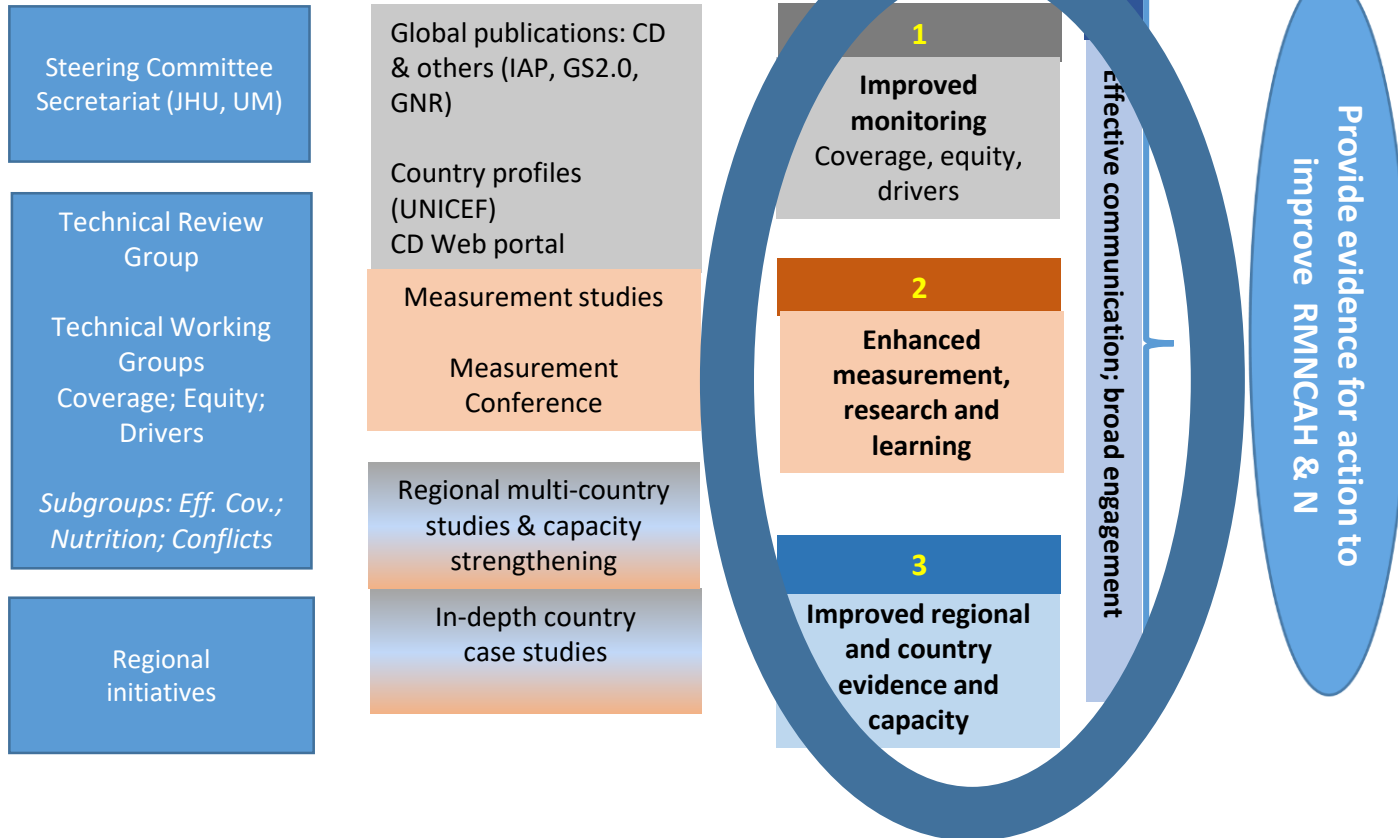 Steering Committee
Secretariat (JHU, UM)
Technical Review
Group
Technical Working
Groups
Coverage; Equity;
Drivers
Subgroups: Eff. Cov.;
Nutrition; Conflicts
Regional
initiatives
Global publications: CD
& others (IAP, GS2.0,
GNR)
Country profiles
(UNICEF)
CD Web portal
Measurement studies
Measurement
Conference
Regional multi-country
studies & capacity
strengthening
In-depth country
case studies
1
Improved
monitoring
Coverage, equity,
drivers
2
Enhanced
measurement,
research and
learning
3
Improved regional
and country
evidence and
capacity
Effective communication; broad engagement
Provide evidence for action to
improve RMNCAH & N